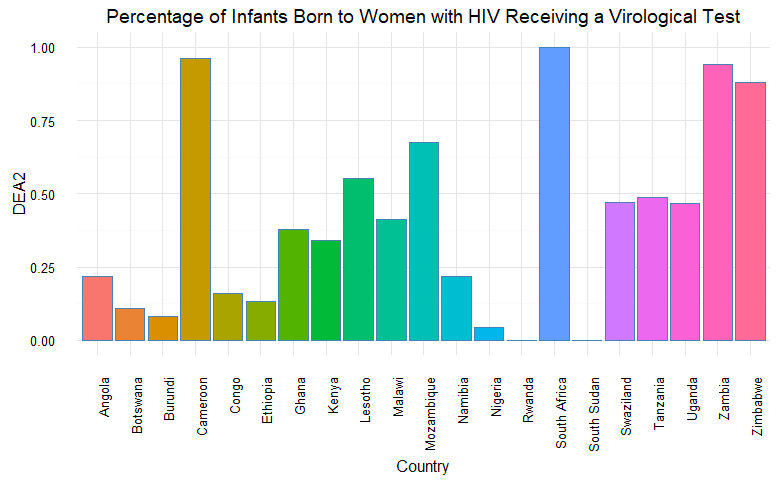 Percentage of Infants Born to Women with HIV Receiving a Virological Test
DEA2
1.00
0.75
0.50
0.25
0.00
Angola
Botswana
Burundi
Cameroon
Congo
Ethiopia
Ghana
Kenya
Lesotho
Malawi
Mozambique
Namibia
Nigeria
Rwanda
South Africa
South Sudan
Swaziland
Tanzania
Uganda
Zambia
Zimbabwe
Country